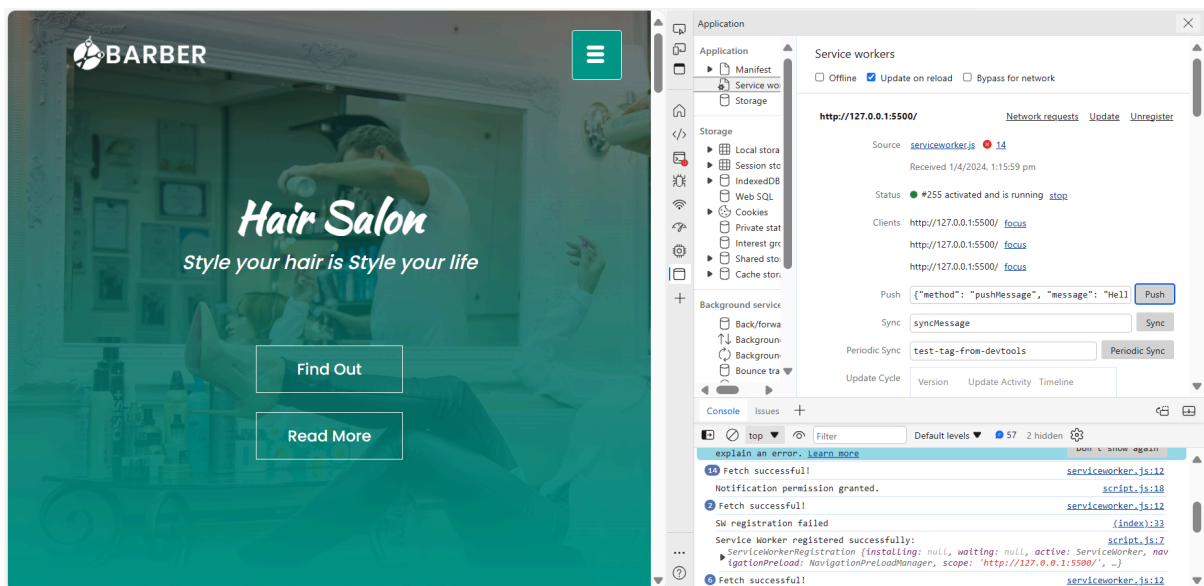 BARBER
Hair Salon
Style your hair is Style your life
Find Out
Read More
Application
Application
Manifest
Service wo
Storage
Storage
Local stora
Session sto
IndexedDB
Web SQL
Cookies
Private stat
Interest gro
Shared sto
Cache stora
Background service
Back/forwa
Backgroun
Backgroun
Bounce tra
Service workers
Offline Update on reload Bypass for network
http://127.0.0.1:5500/ Network requests Update Unregister
Source serviceworker.js 14
Received 1/4/2024, 1:15:59 pm
Status #255 activated and is running stop
Clients http://127.0.0.1:5500/ focus
http://127.0.0.1:5500/ focus
http://127.0.0.1:5500/ focus
Push {"method": "pushMessage", "message": "Hell Push
Sync syncMessage Sync
Periodic Sync test-tag-from-devtools Periodic Sync
Update Cycle Version Update Activity Timeline
Console Issues
top Filter Default levels 57 2 hidden
explain an error. Learn more Don't show again
14 Fetch successful! serviceworker.js:12
Notification permission granted. script.js:18
2 Fetch successful! serviceworker.js:12
SW registration failed (index):33
Service Worker registered successfully: script.js:7
ServiceWorkerRegistration {installing: null, waiting: null, active: ServiceWorker, nav
igationPreload: NavigationPreloadManager, scope: 'http://127.0.0.1:5500/', …}
6 Fetch successful! serviceworker.js:12